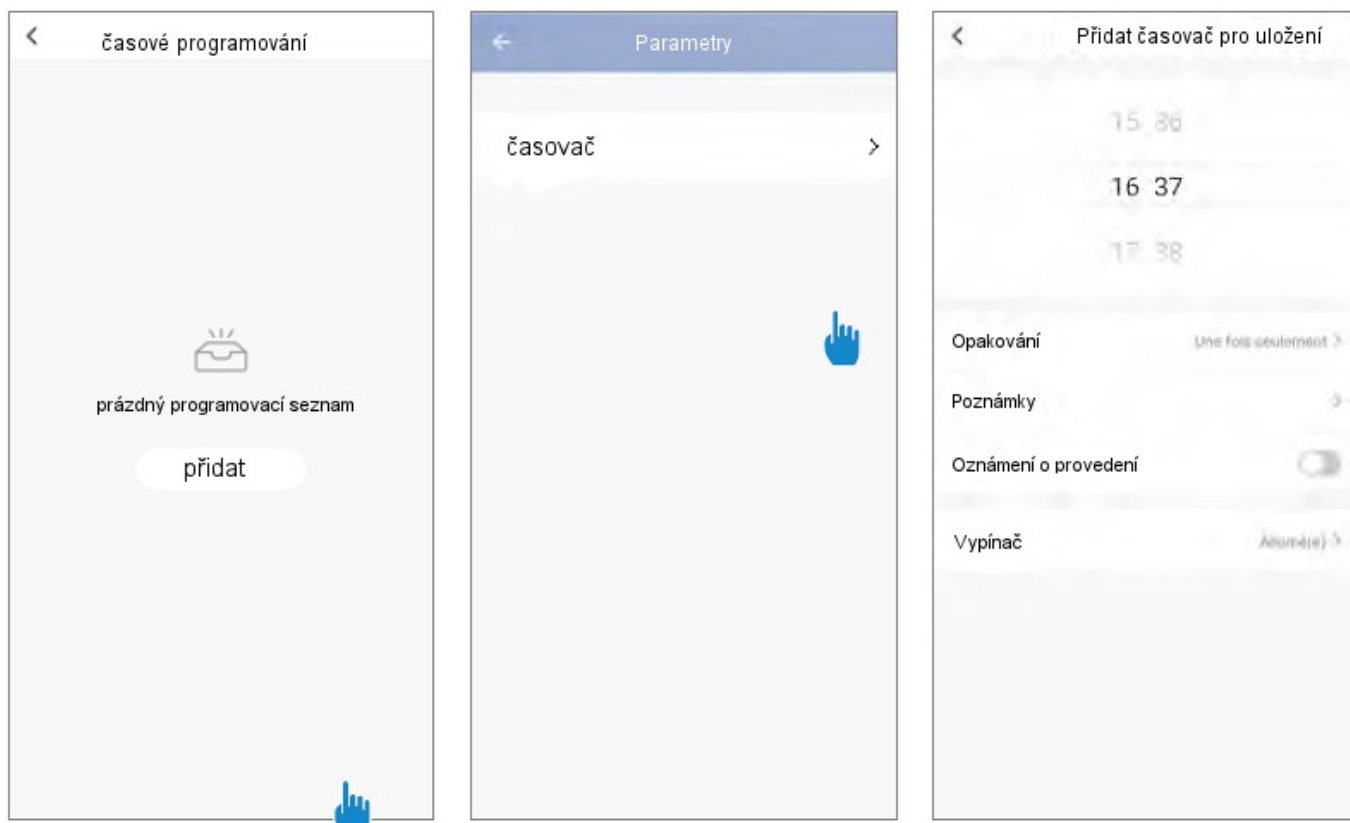 časové programování
prázdný programovací seznam
přidat
Parametry
časovač
Přidat časovač pro uložení
15 36
16 37
17 38
Opakování Une fois seulement
Poznámky
Oznámení o provedení
Vypínač